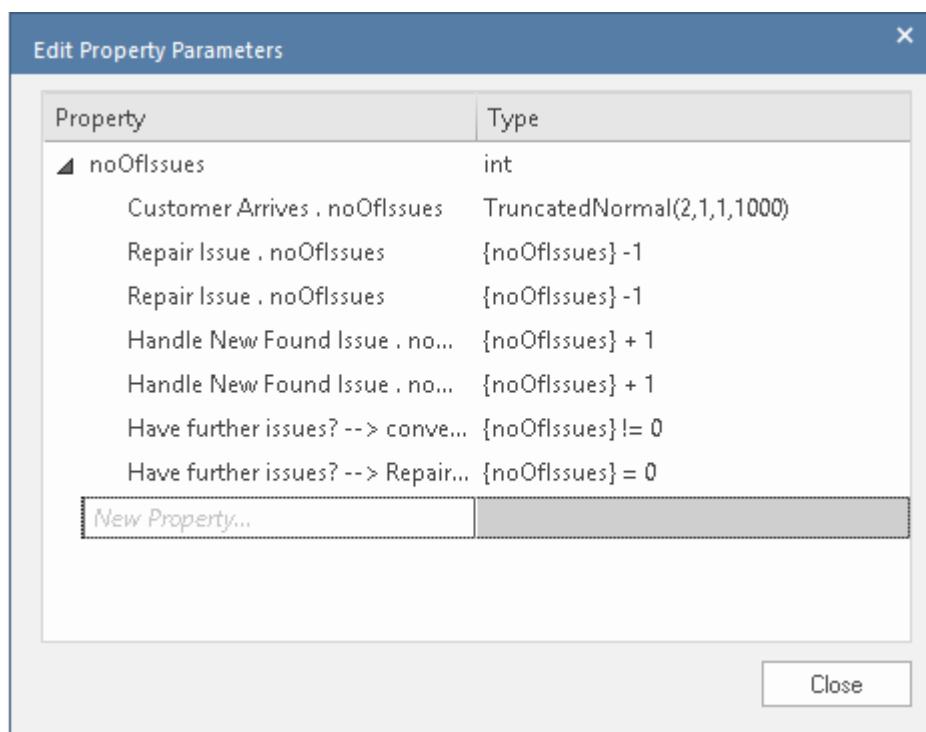 Edit Property Parameters
Property Type
noOfIssues int
Customer Arrives . noOfIssues TruncatedNormal(2,1,1,1000)
Repair Issue . noOfIssues {noOfIssues} -1
Repair Issue . noOfIssues {noOfIssues} -1
Handle New Found Issue . no... {noOfIssues} + 1
Handle New Found Issue . no... {noOfIssues} + 1
Have further issues? --> conve... {noOfIssues} != 0
Have further issues? --> Repair... {noOfIssues} = 0
New Property...
Close